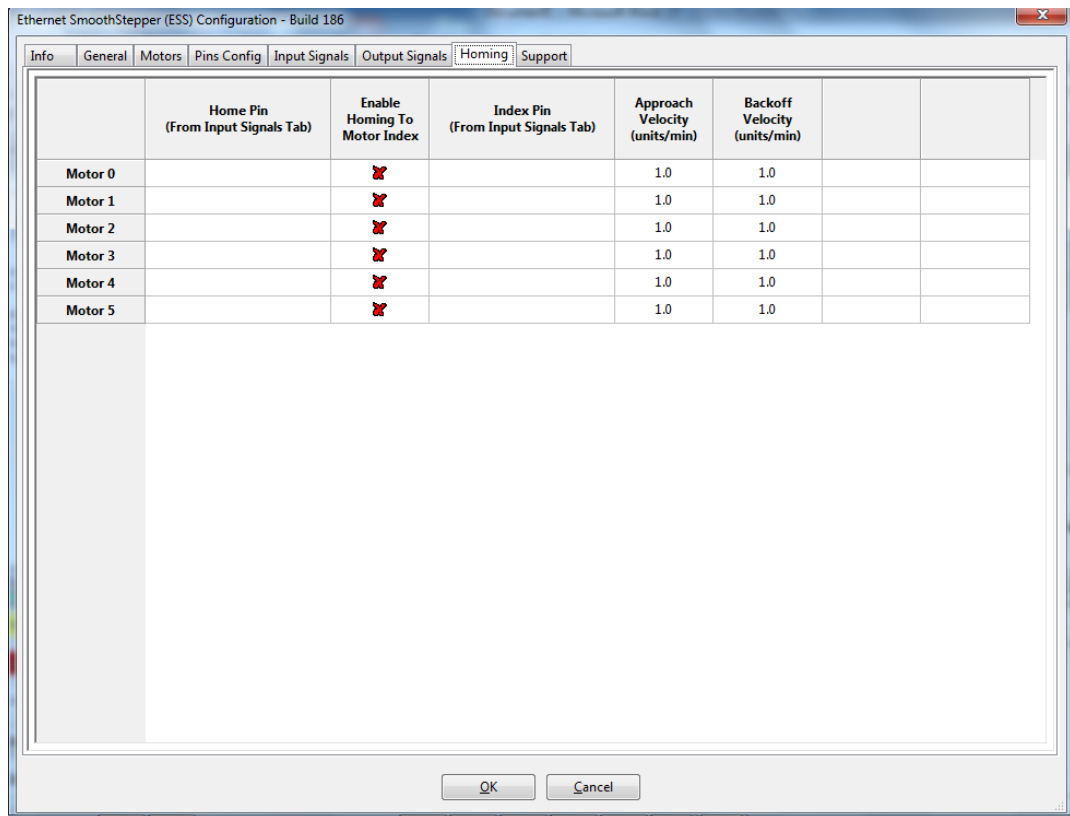 Ethernet SmoothStepper (ESS) Configuration - Build 186
Info General Motors Pins Config Input Signals Output Signals Homing Support
Home Pin
(From Input Signals Tab)
Enable
Homing To
Motor Index
Index Pin
(From Input Signals Tab)
Approach
Velocity
(units/min)
Backoff
Velocity
(units/min)
Motor 0 1.0 1.0
Motor 1 1.0 1.0
Motor 2 1.0 1.0
Motor 3 1.0 1.0
Motor 4 1.0 1.0
Motor 5 1.0 1.0
OK Cancel